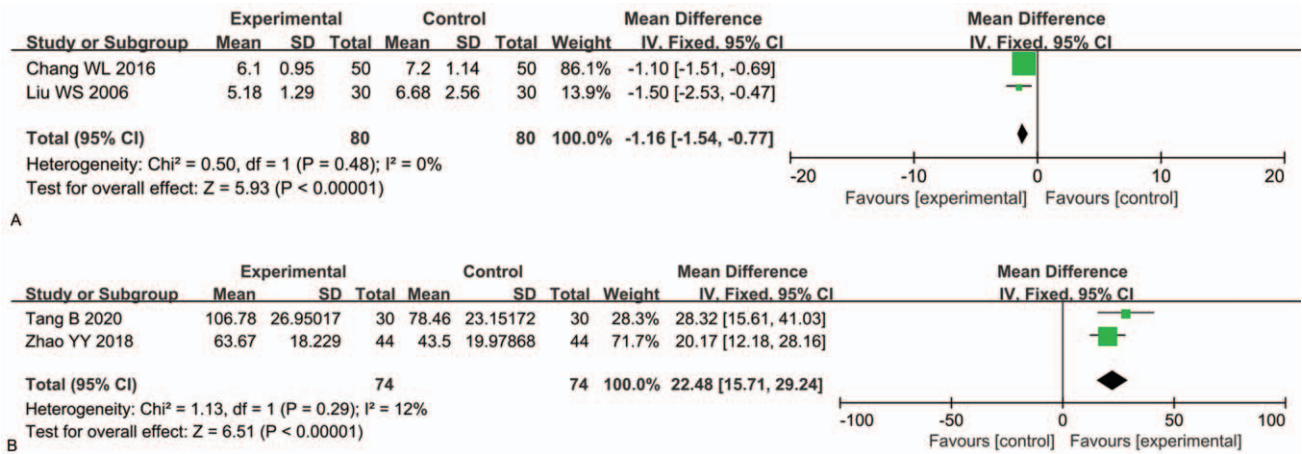 Experimental Control Mean Difference Mean Difference
Study or Subgroup Mean SD Total Mean SD Total Weight IV, Fixed, 95% CI IV, Fixed, 95% CI
Chang WL 2016 6.1 0.95 50 7.2 1.14 50 86.1% -1.10 [-1.51, -0.69]
Liu WS 2006 5.18 1.29 30 6.68 2.56 30 13.9% -1.50 [-2.53, -0.47]
Total (95% CI) 80 80 100.0% -1.16 [-1.54, -0.77]
Heterogeneity: Chi² = 0.50, df = 1 (P = 0.48); I² = 0%
Test for overall effect: Z = 5.93 (P < 0.00001)
-20 -10 0 10 20
Favours [experimental] Favours [control]
A
Experimental Control Mean Difference Mean Difference
Study or Subgroup Mean SD Total Mean SD Total Weight IV, Fixed, 95% CI IV, Fixed, 95% CI
Tang B 2020 106.78 26.95017 30 78.46 23.15172 30 28.3% 28.32 [15.61, 41.03]
Zhao YY 2018 63.67 18.229 44 43.5 19.97868 44 71.7% 20.17 [12.18, 28.16]
Total (95% CI) 74 74 100.0% 22.48 [15.71, 29.24]
Heterogeneity: Chi² = 1.13, df = 1 (P = 0.29); I² = 12%
Test for overall effect: Z = 6.51 (P < 0.00001)
-100 -50 0 50 100
Favours [control] Favours [experimental]
B